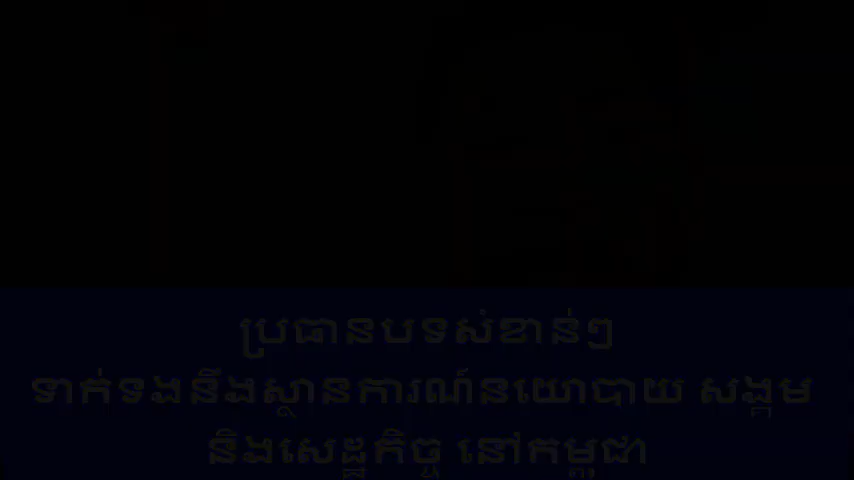 ប្រធានបទសំខាន់ៗ
ទាក់ទងនឹងស្ថានការណ៍នយោបាយ សង្គម
និងសេដ្ឋកិច្ច នៅកម្ពុជា